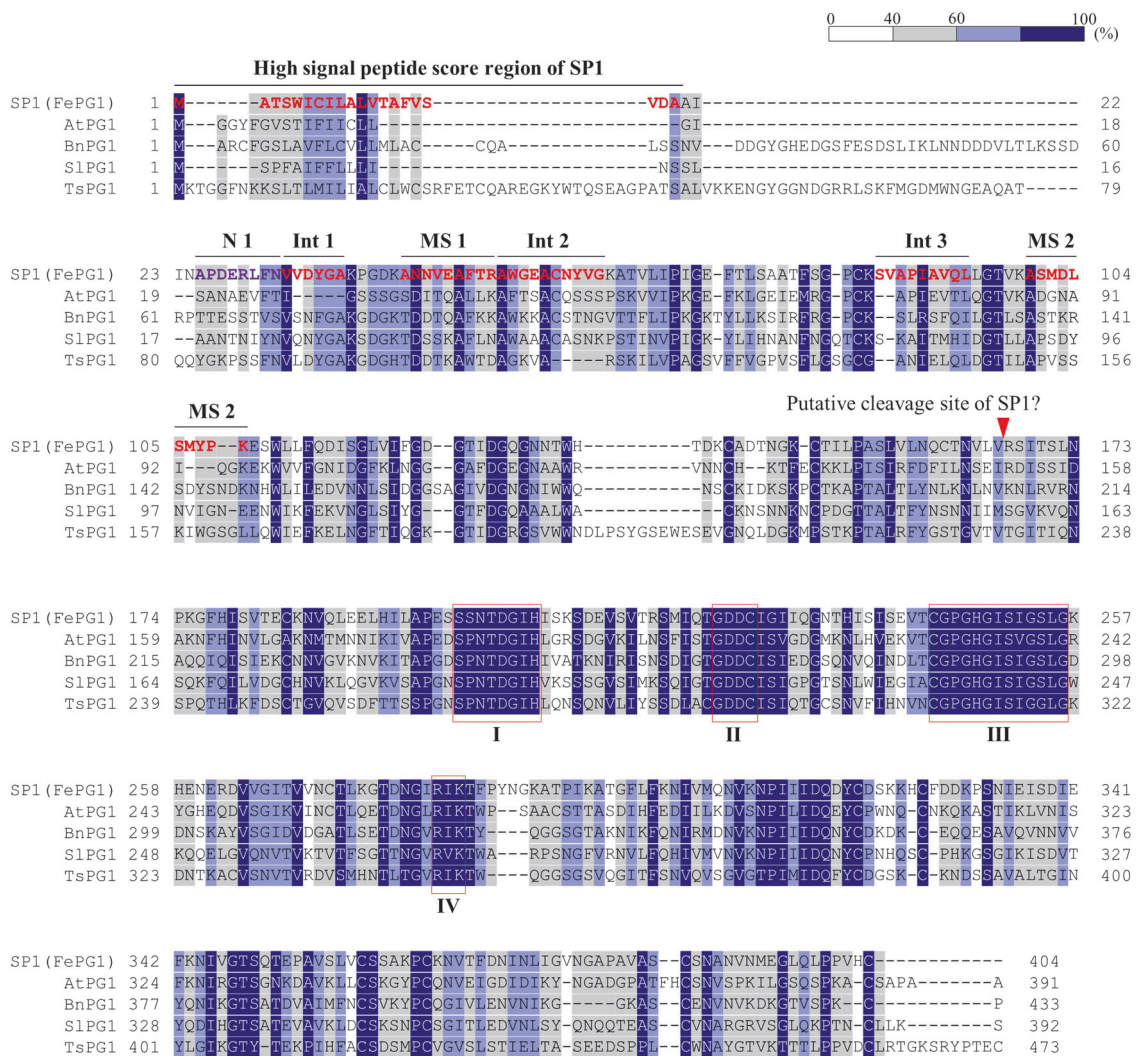 0 40 60 100 (%)
High signal peptide score region of SP1
SP1(FePG1) 1 M-------ATSWICILALVTAFVS--------------------VDAAI----------------------------------- 22
AtPG1 1 M---GGYFGVSTIFIICLL---------------------------GI----------------------------------- 18
BnPG1 1 M---ARCFGSLAVFLCVLLMLAC-----CQA-------------LSSNV---DDGYGHEDGSFESDSLIKLNNDDDVLTLKSSD 60
SlPG1 1 M-------SPFAIFFLLLI--------------------------NSSL----------------------------------- 16
TsPG1 1 MKTGGFNKKSLTLMILIALCLWCSRFETCQAREGKYWTQSEAGPATSALVKKENGYGGNDGRRLSKFMGDMWNGEAQAT----- 79
N 1 Int 1 MS 1 Int 2 Int 3 MS 2
SP1(FePG1) 23 INAPDERLFNVVDYGAKPGDKANNVEAFTRAWGEACNYVGKATVLIPIGE-FTLSAATFSG-PCKSVAPIAVQLLGTVKASMDL 104
AtPG1 19 --SANAEVFTI-----GSSSGSDITQALLKAFTSACQSSSPSKVVIPKGE-FKLGEIEMRG-PCK--APIEVTLQGTVKADGNA 91
BnPG1 61 RPTTESSTVSVSNFGAKGDGKTDDTQAFKKAWKKACSTNGVTTFLIPKGKTYLLKSIRFRG-PCK--SLRSFQILGTLSASTKR 141
SlPG1 17 --AANTNIYNVQNYGAKSDGKTDSSKAFLNAWAAACASNKPSTINVPIGK-YLIHNANFNGQTCKS-KAITMHIDGTLLAPSDY 96
TsPG1 80 QQYGKPSSFNVLDYGAKGDGHTDDTKAWTDAGKVA---RSKILVPAGSVFFVGPVSFLGSGCG--ANIELQLDGTILAPVSS 156
MS 2 Putative cleavage site of SP1?
SP1(FePG1) 105 SMYP--KESWLLFQDISGLVIFGD--GTIDGQGNNTWH-----------TDKCADTNGK-CTILPASLVLNQCTNVLVRSITSLN 173
AtPG1 92 I---QGKEKWVVFGNIDGFKLNGG--GAFDGEGNAAWR-----------VNNCH-KTFECKKLPISIRFDFILNSEIRDISSID 158
BnPG1 142 SDYSNDKNHWLILEDVNNLSIDGGSAGIVDGNGNIWWQ-----------NSCKIDKSKPCTKAPTALTLYNLKNLNVKNLRVRN 214
SlPG1 97 NVIGN-EENWIKFEKVNGLSIYGG--GTFDGQAAALWA-----------CKNSNNKNCPDGTTALTFYNSNNIIMSGVKVQN 163
TsPG1 157 KIWGSGLLQWIEFKELNGFTIQGK--GTIDGRGSVWWNDLPSYGSEWESEVGNQLDGKMPSTKPTALRFYGSTGVTVTGITIQN 238
SP1(FePG1) 174 PKGFHISVTECKNVQLEELHILAPESSSNTDGIHISKSDEVSVTRSMIQTGDDCIGIIQGNTHISISEVTCGPGHGISIGSLGK 257
AtPG1 159 AKNFHINVLGAKNMTMNNIKIVAPEDSPNTDGIHLGRSDGVKILNSFISTGDDCISVGDGMKNLHVEKVTCGPGHGISVGSLGR 242
BnPG1 215 AQQIQISIEKCNNVGVKNVKITAPGDSPNTDGIHIVATKNIRISNSDIGTGDDCISIEDGSQNVQINDLTCGPGHGISIGSLGD 298
SlPG1 164 SQKFQILVDGCHNVKLQGVKVSAPGNSPNTDGIHVKSSSGVSIMKSQIGTGDDCISIGPGTSNLWIEGIACGPGHGISIGSLGW 247
TsPG1 239 SPQTHLKFDSCTGVQVSDFTTSSPGNSPNTDGIHLQNSQNVLIYSSDLACGDDCISIQTGCSNVFIHNVNCGPGHGISIGGLGK 322
I II III
SP1(FePG1) 258 HENERDVVGITVVNCTLKGTDNGIRIKTFPYNGKATPIKATGFLFKNIVMQNVKNPIIIDQDYCDSKKHCFDDKPSNIEISDIE 341
AtPG1 243 YGHEQDVSGIKVINCTLQETDNGLRIKTWP-SAACSTTASDIHFEDIILKDVSNPILIDQEYCPWNQ-CNKQKASTIKLVNIS 323
BnPG1 299 DNSKAYVSGIDVDGATLSETDNGVRIKTY----QGGSGTAKNIKFQNIRMDNVKNPIIIDQNYCDKDK-C-EQQESAVQVNNVV 376
SlPG1 248 KQQELGVQNVTVKTVTFSGTTNGVRVKTWA---RPSNGFVRNVLFQHIVMVNVKNPIIIDQNYCPNHQSC-PHKGSGIKISDVT 327
TsPG1 323 DNTKACVSNVTVRDVSMHNTLTGVRIKTW----QGGSGSVQGITFSNVQVSGVGTPIMIDQFYCDGSK-C-KNDSSAVALTGIN 400
IV
SP1(FePG1) 342 FKNIVGTSQTEPAVSLVCSSAKPCKNVTFDNINLIGVNGAPAVAS--CSNANVNMEGLQLPPVHC----------- 404
AtPG1 324 FKNIRGTSGNKDAVKLLCSKGYPCQNVEIGDIDIKY-NGADGPATFHCSNVSPKILGSQSPKA-CSAPA----A 391
BnPG1 377 YQNIKGTSATDVAIMFNCSVKYPCQGIVLENVNIKG----GKAS--CENVNVKDKGTVSPK--C--------P 433
SlPG1 328 YQDIHGTSATEVAVKLDCSKSNPCSGITLEDVNLSY-QNQQTEAS--CVNARGRVSGLQKPTN-CLLK-----S 392
TsPG1 401 YLGIKGTY-TEKPIHFACSDSMPCVGVSLSTIELTA-SEEDSPPL--CWNAYGTVKTTTLPPVDCLRTGKSRYPTEC 473